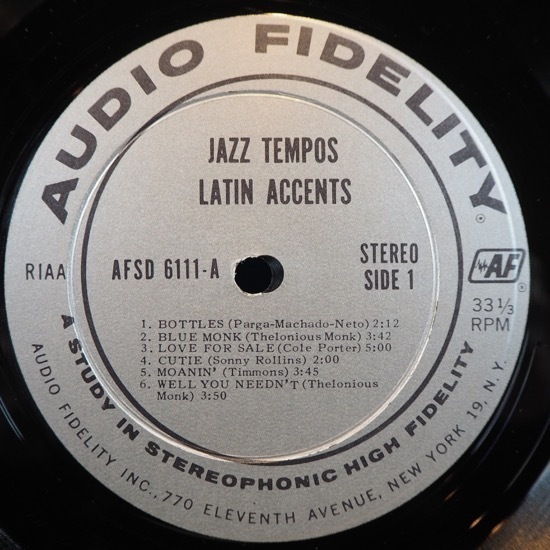 AUDIO FIDELITY®
JAZZ TEMPOS
LATIN ACCENTS
RIAA
AFSD 6111-A
STEREO
SIDE 1
AF®
33 1/3
RPM
1. BOTTLES (Parga-Machado-Neto) 2:12
2. BLUE MONK (Thelonious Monk) 3:42
3. LOVE FOR SALE (Cole Porter) 5:00
4. CUTIE (Sonny Rollins) 2:00
5. MOANIN' (Timmons) 3:45
6. WELL YOU NEEDN'T (Thelonious
Monk) 3:50
A STUDY IN STEREOPHONIC HIGH FIDELITY
AUDIO FIDELITY INC., 770 ELEVENTH AVENUE, NEW YORK 19, N.Y.